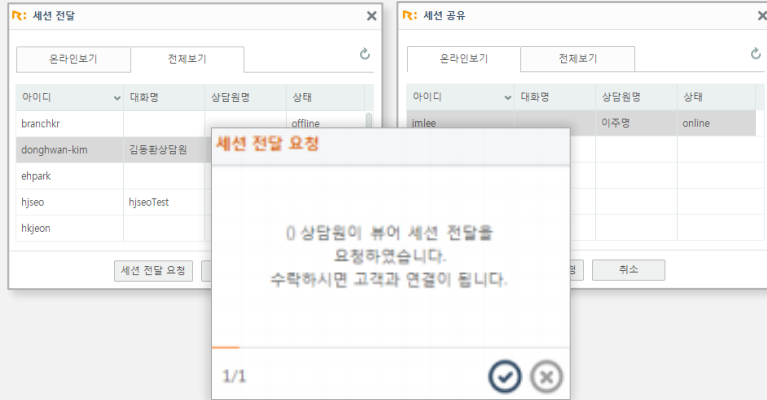 세션 전달
온라인보기 전체보기
아이디 대화명 상담원명 상태
branchkr offline
donghwan-kim 김동환상담원
ehpark
hjseo hjseoTest
hkjeon
세션 전달 요청
세션 공유
온라인보기 전체보기
아이디 대화명 상담원명 상태
imlee 이주명 online
취소
세션 전달 요청
() 상담원이 뷰어 세션 전달을
요청하였습니다.
수락하시면 고객과 연결이 됩니다.
1/1